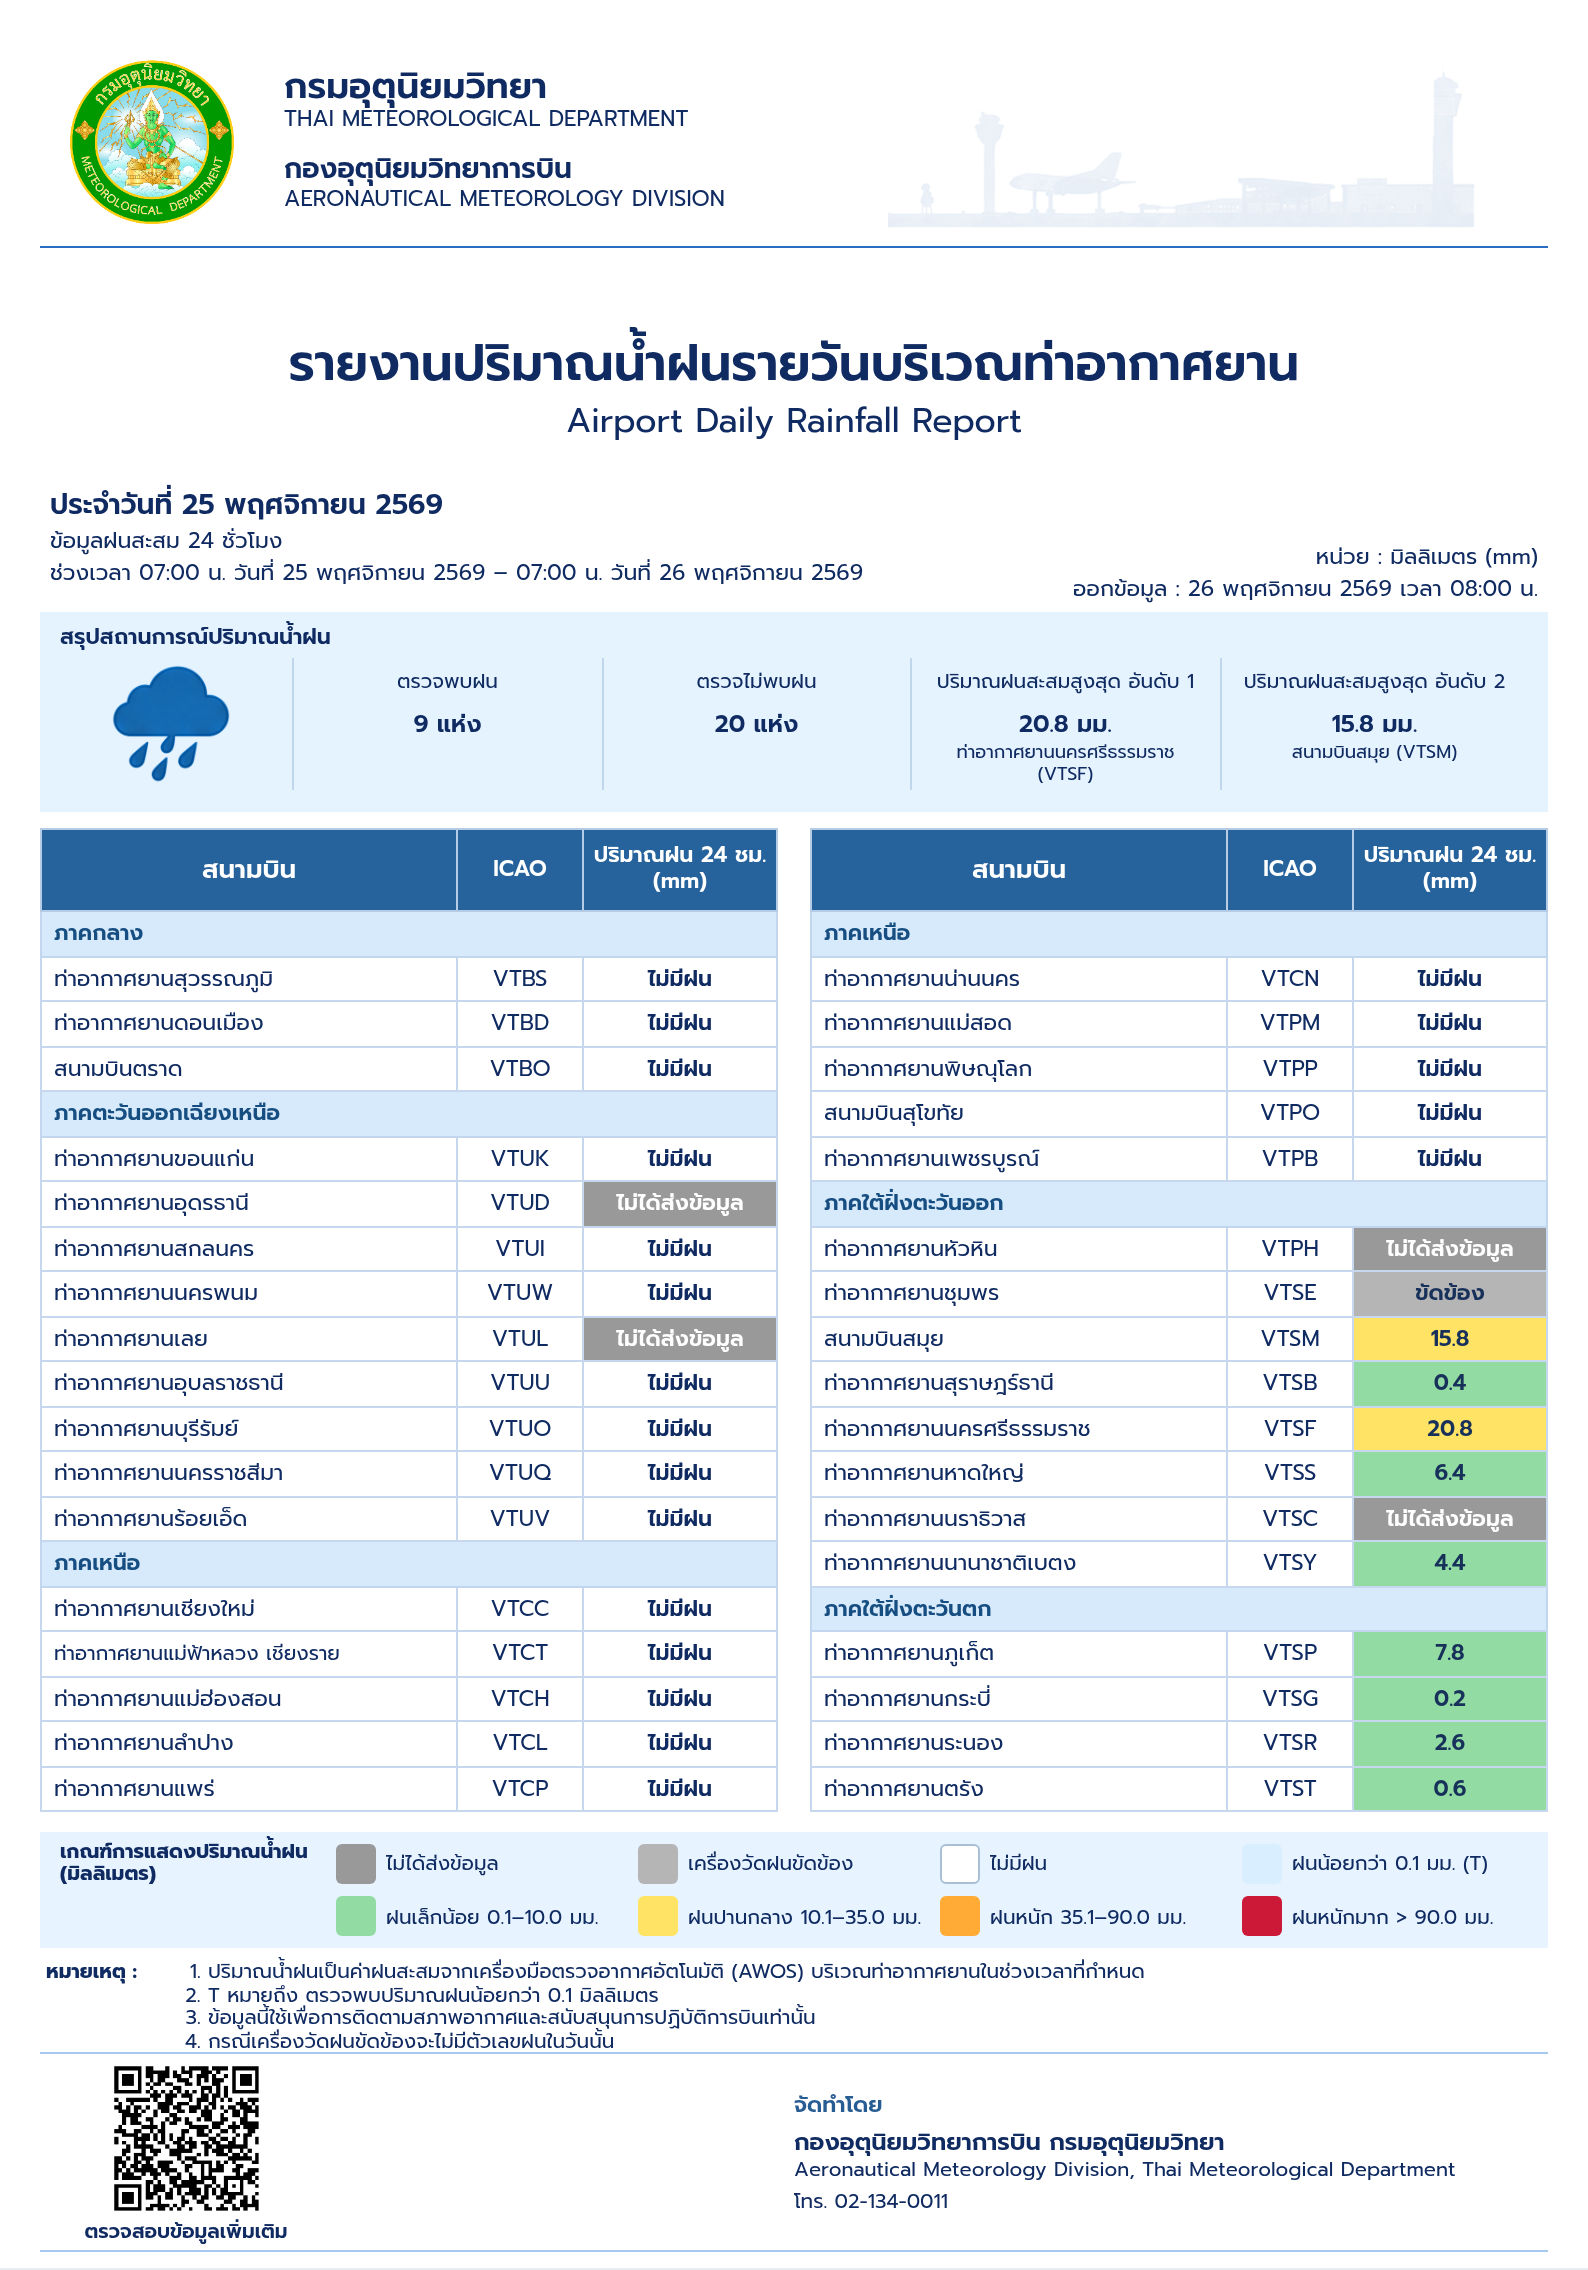 กรมอุตุนิยมวิทยา
METEOROLOGICAL DEPARTMENT
กรมอุตุนิยมวิทยา
THAI METEOROLOGICAL DEPARTMENT
กองอุตุนิยมวิทยาการบิน
AERONAUTICAL METEOROLOGY DIVISION
รายงานปริมาณน้ำฝนรายวันบริเวณท่าอากาศยาน
Airport Daily Rainfall Report
ประจำวันที่ 25 พฤศจิกายน 2569
ข้อมูลฝนสะสม 24 ชั่วโมง
ช่วงเวลา 07:00 น. วันที่ 25 พฤศจิกายน 2569 – 07:00 น. วันที่ 26 พฤศจิกายน 2569
หน่วย : มิลลิเมตร (mm)
ออกข้อมูล : 26 พฤศจิกายน 2569 เวลา 08:00 น.
สรุปสถานการณ์ปริมาณน้ำฝน
ตรวจพบฝน
9 แห่ง
ตรวจไม่พบฝน
20 แห่ง
ปริมาณฝนสะสมสูงสุด อันดับ 1
20.8 มม.
ท่าอากาศยานนครศรีธรรมราช
(VTSF)
ปริมาณฝนสะสมสูงสุด อันดับ 2
15.8 มม.
สนามบินสมุย (VTSM)
สนามบิน ICAO ปริมาณฝน 24 ชม. (mm)
ภาคกลาง
ท่าอากาศยานสุวรรณภูมิ VTBS ไม่มีฝน
ท่าอากาศยานดอนเมือง VTBD ไม่มีฝน
สนามบินตราด VTBO ไม่มีฝน
ภาคตะวันออกเฉียงเหนือ
ท่าอากาศยานขอนแก่น VTUK ไม่มีฝน
ท่าอากาศยานอุดรธานี VTUD ไม่ได้ส่งข้อมูล
ท่าอากาศยานสกลนคร VTUI ไม่มีฝน
ท่าอากาศยานนครพนม VTUW ไม่มีฝน
ท่าอากาศยานเลย VTUL ไม่ได้ส่งข้อมูล
ท่าอากาศยานอุบลราชธานี VTUU ไม่มีฝน
ท่าอากาศยานบุรีรัมย์ VTUO ไม่มีฝน
ท่าอากาศยานนครราชสีมา VTUQ ไม่มีฝน
ท่าอากาศยานร้อยเอ็ด VTUV ไม่มีฝน
ภาคเหนือ
ท่าอากาศยานเชียงใหม่ VTCC ไม่มีฝน
ท่าอากาศยานแม่ฟ้าหลวง เชียงราย VTCT ไม่มีฝน
ท่าอากาศยานแม่ฮ่องสอน VTCH ไม่มีฝน
ท่าอากาศยานลำปาง VTCL ไม่มีฝน
ท่าอากาศยานแพร่ VTCP ไม่มีฝน
สนามบิน ICAO ปริมาณฝน 24 ชม. (mm)
ภาคเหนือ
ท่าอากาศยานน่านนคร VTCN ไม่มีฝน
ท่าอากาศยานแม่สอด VTPM ไม่มีฝน
ท่าอากาศยานพิษณุโลก VTPP ไม่มีฝน
สนามบินสุโขทัย VTPO ไม่มีฝน
ท่าอากาศยานเพชรบูรณ์ VTPB ไม่มีฝน
ภาคใต้ฝั่งตะวันออก
ท่าอากาศยานหัวหิน VTPH ไม่ได้ส่งข้อมูล
ท่าอากาศยานชุมพร VTSE ขัดข้อง
สนามบินสมุย VTSM 15.8
ท่าอากาศยานสุราษฎร์ธานี VTSB 0.4
ท่าอากาศยานนครศรีธรรมราช VTSF 20.8
ท่าอากาศยานหาดใหญ่ VTSS 6.4
ท่าอากาศยานนราธิวาส VTSC ไม่ได้ส่งข้อมูล
ท่าอากาศยานนานาชาติเบตง VTSY 4.4
ภาคใต้ฝั่งตะวันตก
ท่าอากาศยานภูเก็ต VTSP 7.8
ท่าอากาศยานกระบี่ VTSG 0.2
ท่าอากาศยานระนอง VTSR 2.6
ท่าอากาศยานตรัง VTST 0.6
เกณฑ์การแสดงปริมาณน้ำฝน
(มิลลิเมตร)
ไม่ได้ส่งข้อมูล เครื่องวัดฝนขัดข้อง ไม่มีฝน ฝนน้อยกว่า 0.1 มม. (T)
ฝนเล็กน้อย 0.1–10.0 มม. ฝนปานกลาง 10.1–35.0 มม. ฝนหนัก 35.1–90.0 มม. ฝนหนักมาก > 90.0 มม.
หมายเหตุ : 1. ปริมาณน้ำฝนเป็นค่าฝนสะสมจากเครื่องมือตรวจอากาศอัตโนมัติ (AWOS) บริเวณท่าอากาศยานในช่วงเวลาที่กำหนด
2. T หมายถึง ตรวจพบปริมาณฝนน้อยกว่า 0.1 มิลลิเมตร
3. ข้อมูลนี้ใช้เพื่อการติดตามสภาพอากาศและสนับสนุนการปฏิบัติการบินเท่านั้น
4. กรณีเครื่องวัดฝนขัดข้องจะไม่มีตัวเลขฝนในวันนั้น
ตรวจสอบข้อมูลเพิ่มเติม
จัดทำโดย
กองอุตุนิยมวิทยาการบิน กรมอุตุนิยมวิทยา
Aeronautical Meteorology Division, Thai Meteorological Department
โทร. 02-134-0011